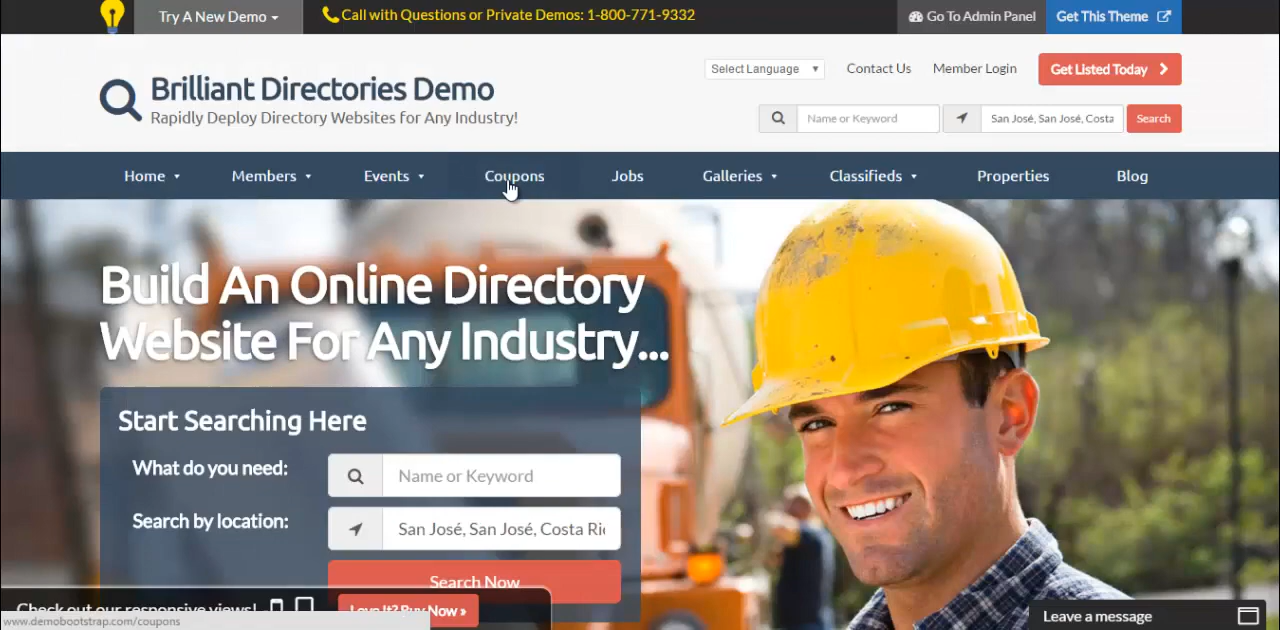 Try A New Demo
Call with Questions or Private Demos: 1-800-771-9332
Go To Admin Panel
Get This Theme
Brilliant Directories Demo
Rapidly Deploy Directory Websites for Any Industry!
Select Language
Contact Us
Member Login
Get Listed Today
Name or Keyword
San José, San José, Costa
Search
Home
Members
Events
Coupons
Jobs
Galleries
Classifieds
Properties
Blog
Build An Online Directory
Website For Any Industry...
Start Searching Here
What do you need:
Name or Keyword
Search by location:
San José, San José, Costa Ric
Search Now
Check out our responsive views!
Love It? Buy Now »
www.demobootstrap.com/coupons
Leave a message